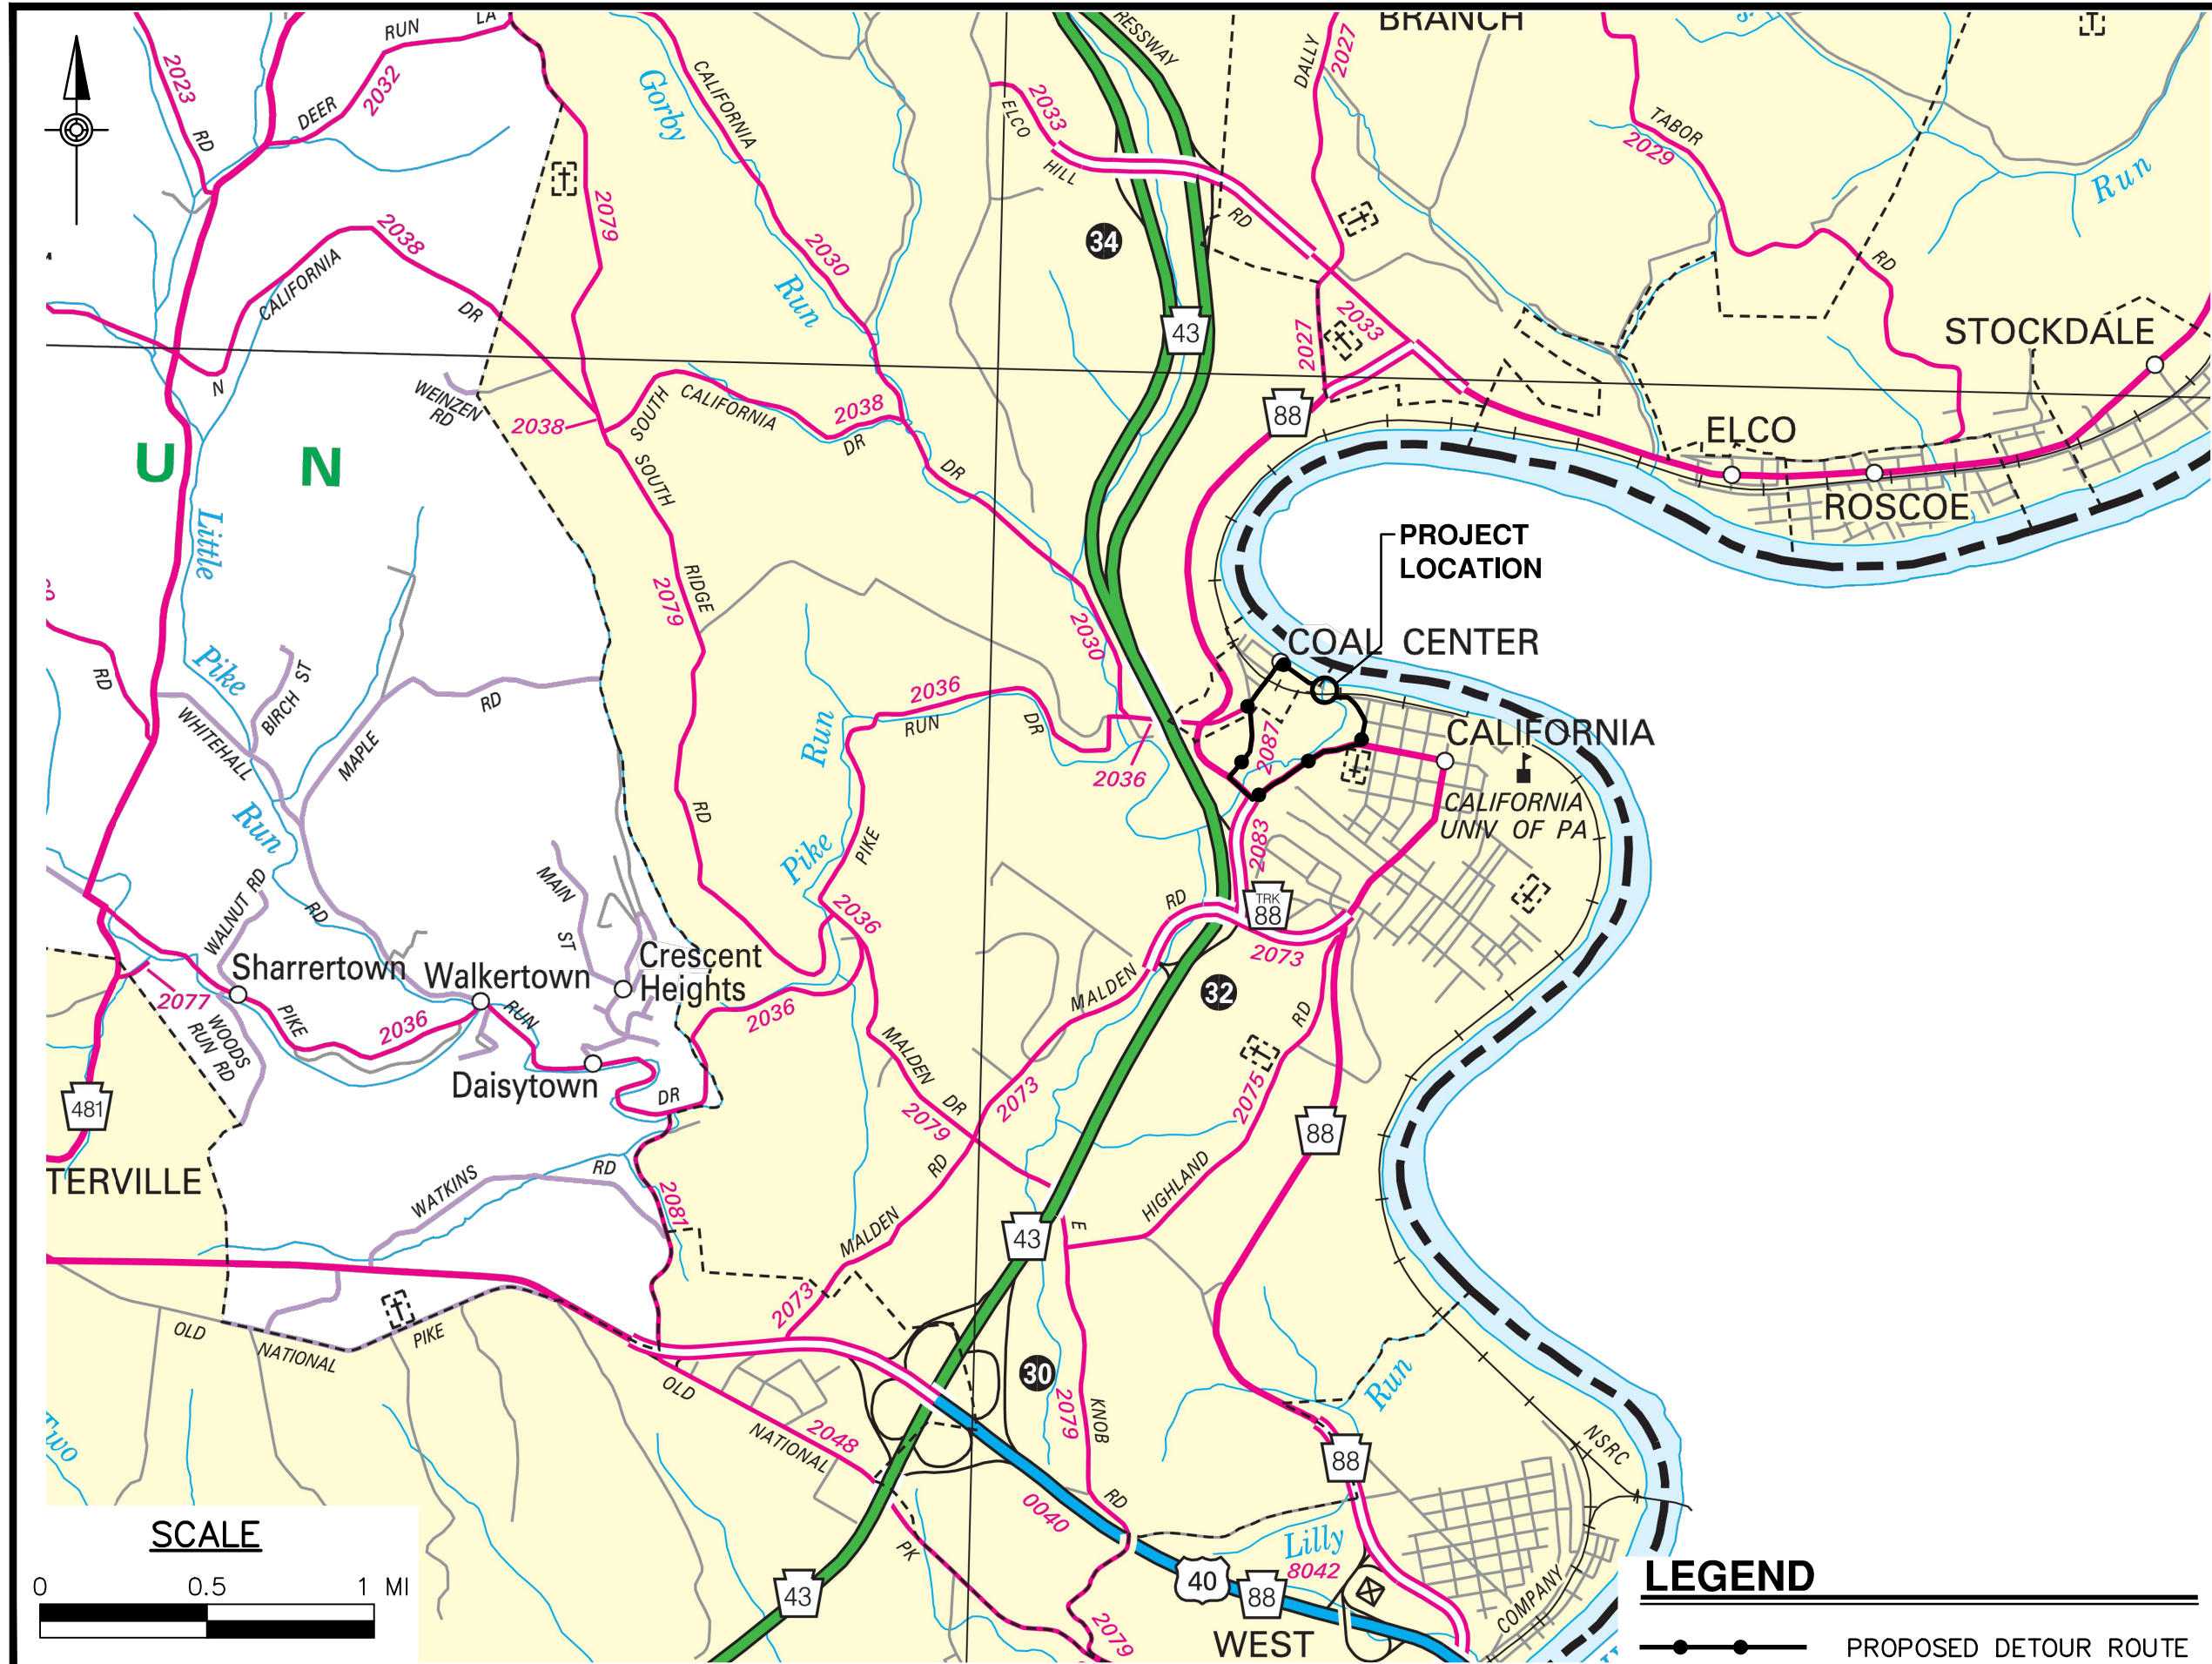 BRANCH
RESSWAY
2023
RD
RUN
LA
DEER
2032
CALIFORNIA
Gorby
Run
2030
ELCO
2033
HILL
RD
DALLY
2027
TABOR
2029
RD
Run
2079
2038
CALIFORNIA
DR
N
34
43
2033
2027
88
STOCKDALE
ELCO
ROSCOE
WEINZEN
RD
2038
SOUTH
CALIFORNIA
2038
DR
DR
SOUTH
RIDGE
2079
RD
U N
Little
Pike
Run
PROJECT
LOCATION
COAL CENTER
CALIFORNIA
CALIFORNIA
UNIV OF PA
2030
2036
RUN
DR
2036
2087
2083
Run
Pike
PIKE
2036
RD
WHITEHALL
BIRCH ST
MAPLE
RD
RD
MAIN
ST
WALNUT RD
Sharrertown
Walkertown
Crescent
Heights
2077
WOODS
RUN RD
PIKE
2036
RUN
Daisytown
DR
2036
481
TERVILLE
WATKINS
RD
2081
TRK
88
RD
MALDEN
2073
32
RD
2075
HIGHLAND
88
MALDEN
DR
2079
2073
RD
MALDEN
2073
43
E
OLD
NATIONAL
PIKE
OLD
NATIONAL
2048
PK
30
2079
KNOB
RD
0040
Run
88
Lilly
8042
40
88
WEST
2079
NSRC
COMPANY
Two
43
SCALE
0 0.5 1 MI
LEGEND
PROPOSED DETOUR ROUTE